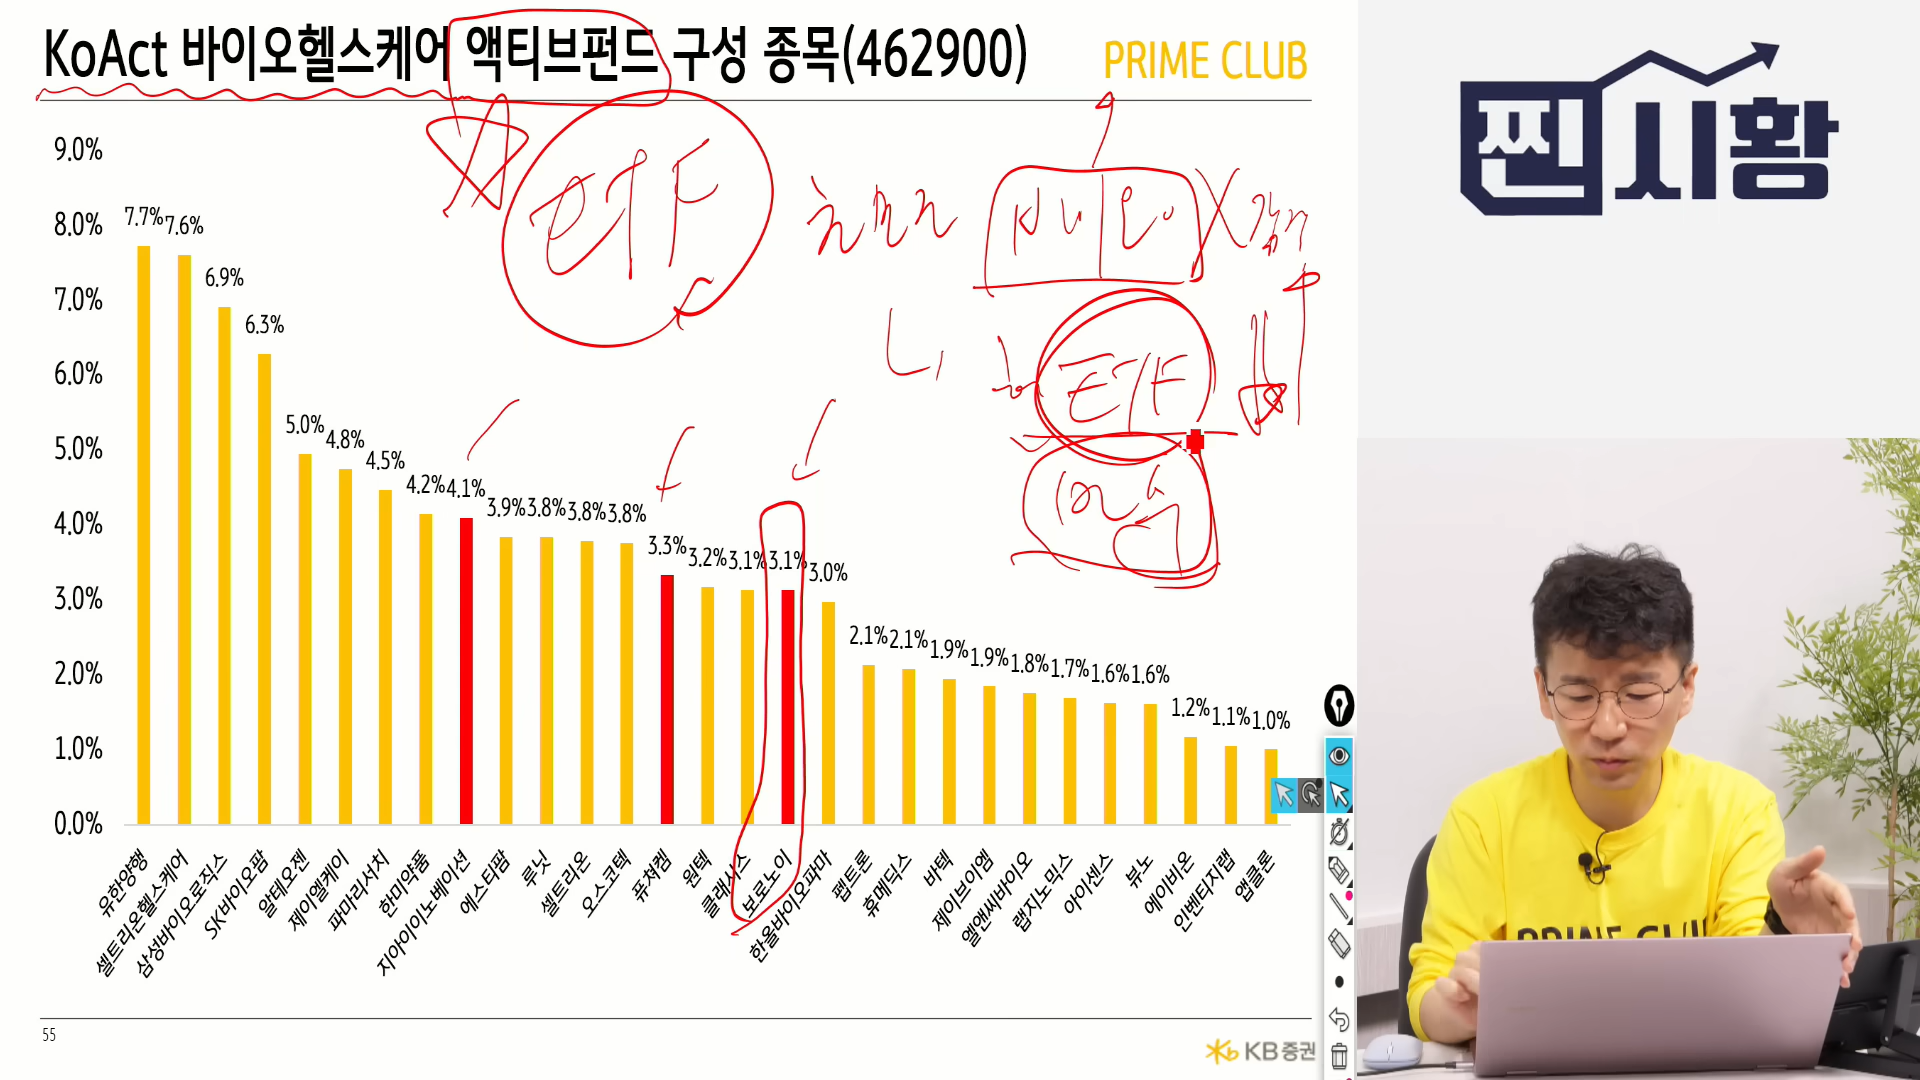 KoAct 바이오헬스케어 액티브펀드 구성 종목(462900)
PRIME CLUB
찐시황
ETF
ETF
9.0%
8.0%
7.0%
6.0%
5.0%
4.0%
3.0%
2.0%
1.0%
0.0%
7.7% 7.6% 6.9% 6.3% 5.0% 4.8% 4.5% 4.2% 4.1% 3.9% 3.8% 3.8% 3.8% 3.3% 3.2% 3.1% 3.1% 3.0% 2.1% 2.1% 1.9% 1.9% 1.8% 1.7% 1.6% 1.6% 1.2% 1.1% 1.0%
유한양행
셀트리온헬스케어
삼성바이오로직스
SK바이오팜
알테오젠
제이엘케이
파마리서치
한미약품
지아이이노베이션
에스티팜
루닛
셀트리온
오스코텍
퓨쳐켐
원텍
클래시스
보로노이
한올바이오파마
펩트론
휴메딕스
바텍
제이브이엠
엘앤씨바이오
랩지노믹스
아이센스
뷰노
에이비온
인벤티지랩
앱클론
PRIME CLUB
55
KB증권